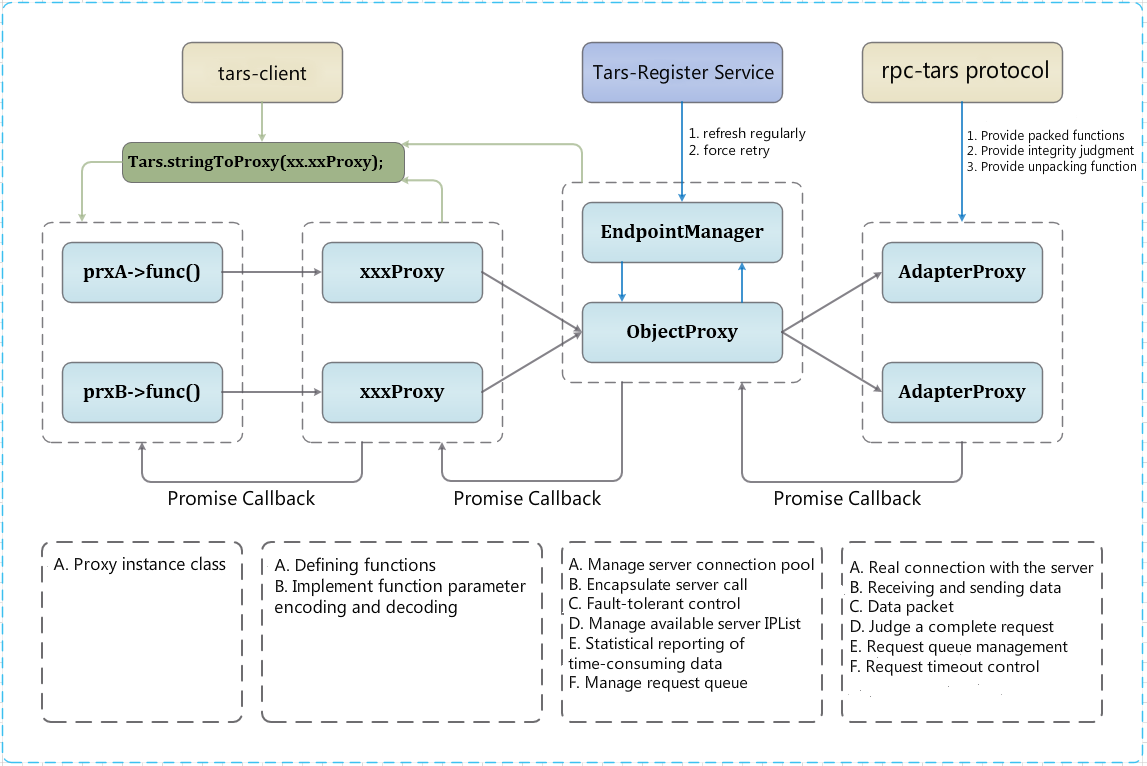 tars-client
Tars-Register Service
rpc-tars protocol
1. refresh regularly
2. force retry
1. Provide packed functions
2. Provide integrity judgment
3. Provide unpacking function
Tars.stringToProxy(xx.xxProxy);
EndpointManager
prxA->func()
xxxProxy
AdapterProxy
ObjectProxy
prxB->func()
xxxProxy
AdapterProxy
Promise Callback
Promise Callback
Promise Callback
A. Proxy instance class
A. Defining functions
B. Implement function parameter
encoding and decoding
A. Manage server connection pool
B. Encapsulate server call
C. Fault-tolerant control
D. Manage available server IPList
E. Statistical reporting of
time-consuming data
F. Manage request queue
A. Real connection with the server
B. Receiving and sending data
C. Data packet
D. Judge a complete request
E. Request queue management
F. Request timeout control